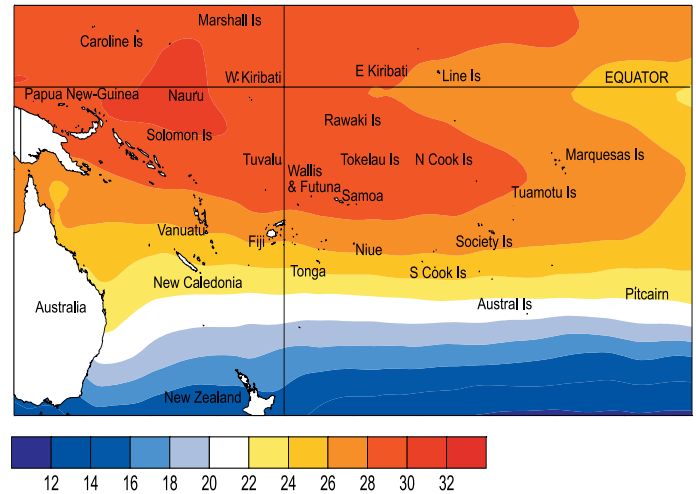 Marshall Is
Caroline Is
W Kiribati
E Kiribati
Line Is
EQUATOR
Papua New-Guinea
Nauru
Rawaki Is
Solomon Is
Tuvalu
Wallis
& Futuna
Tokelau Is
N Cook Is
Marquesas Is
Samoa
Tuamotu Is
Vanuatu
Fiji
Niue
Society Is
Tonga
S Cook Is
New Caledonia
Pitcairn
Australia
Austral Is
New Zealand
12 14 16 18 20 22 24 26 28 30 32